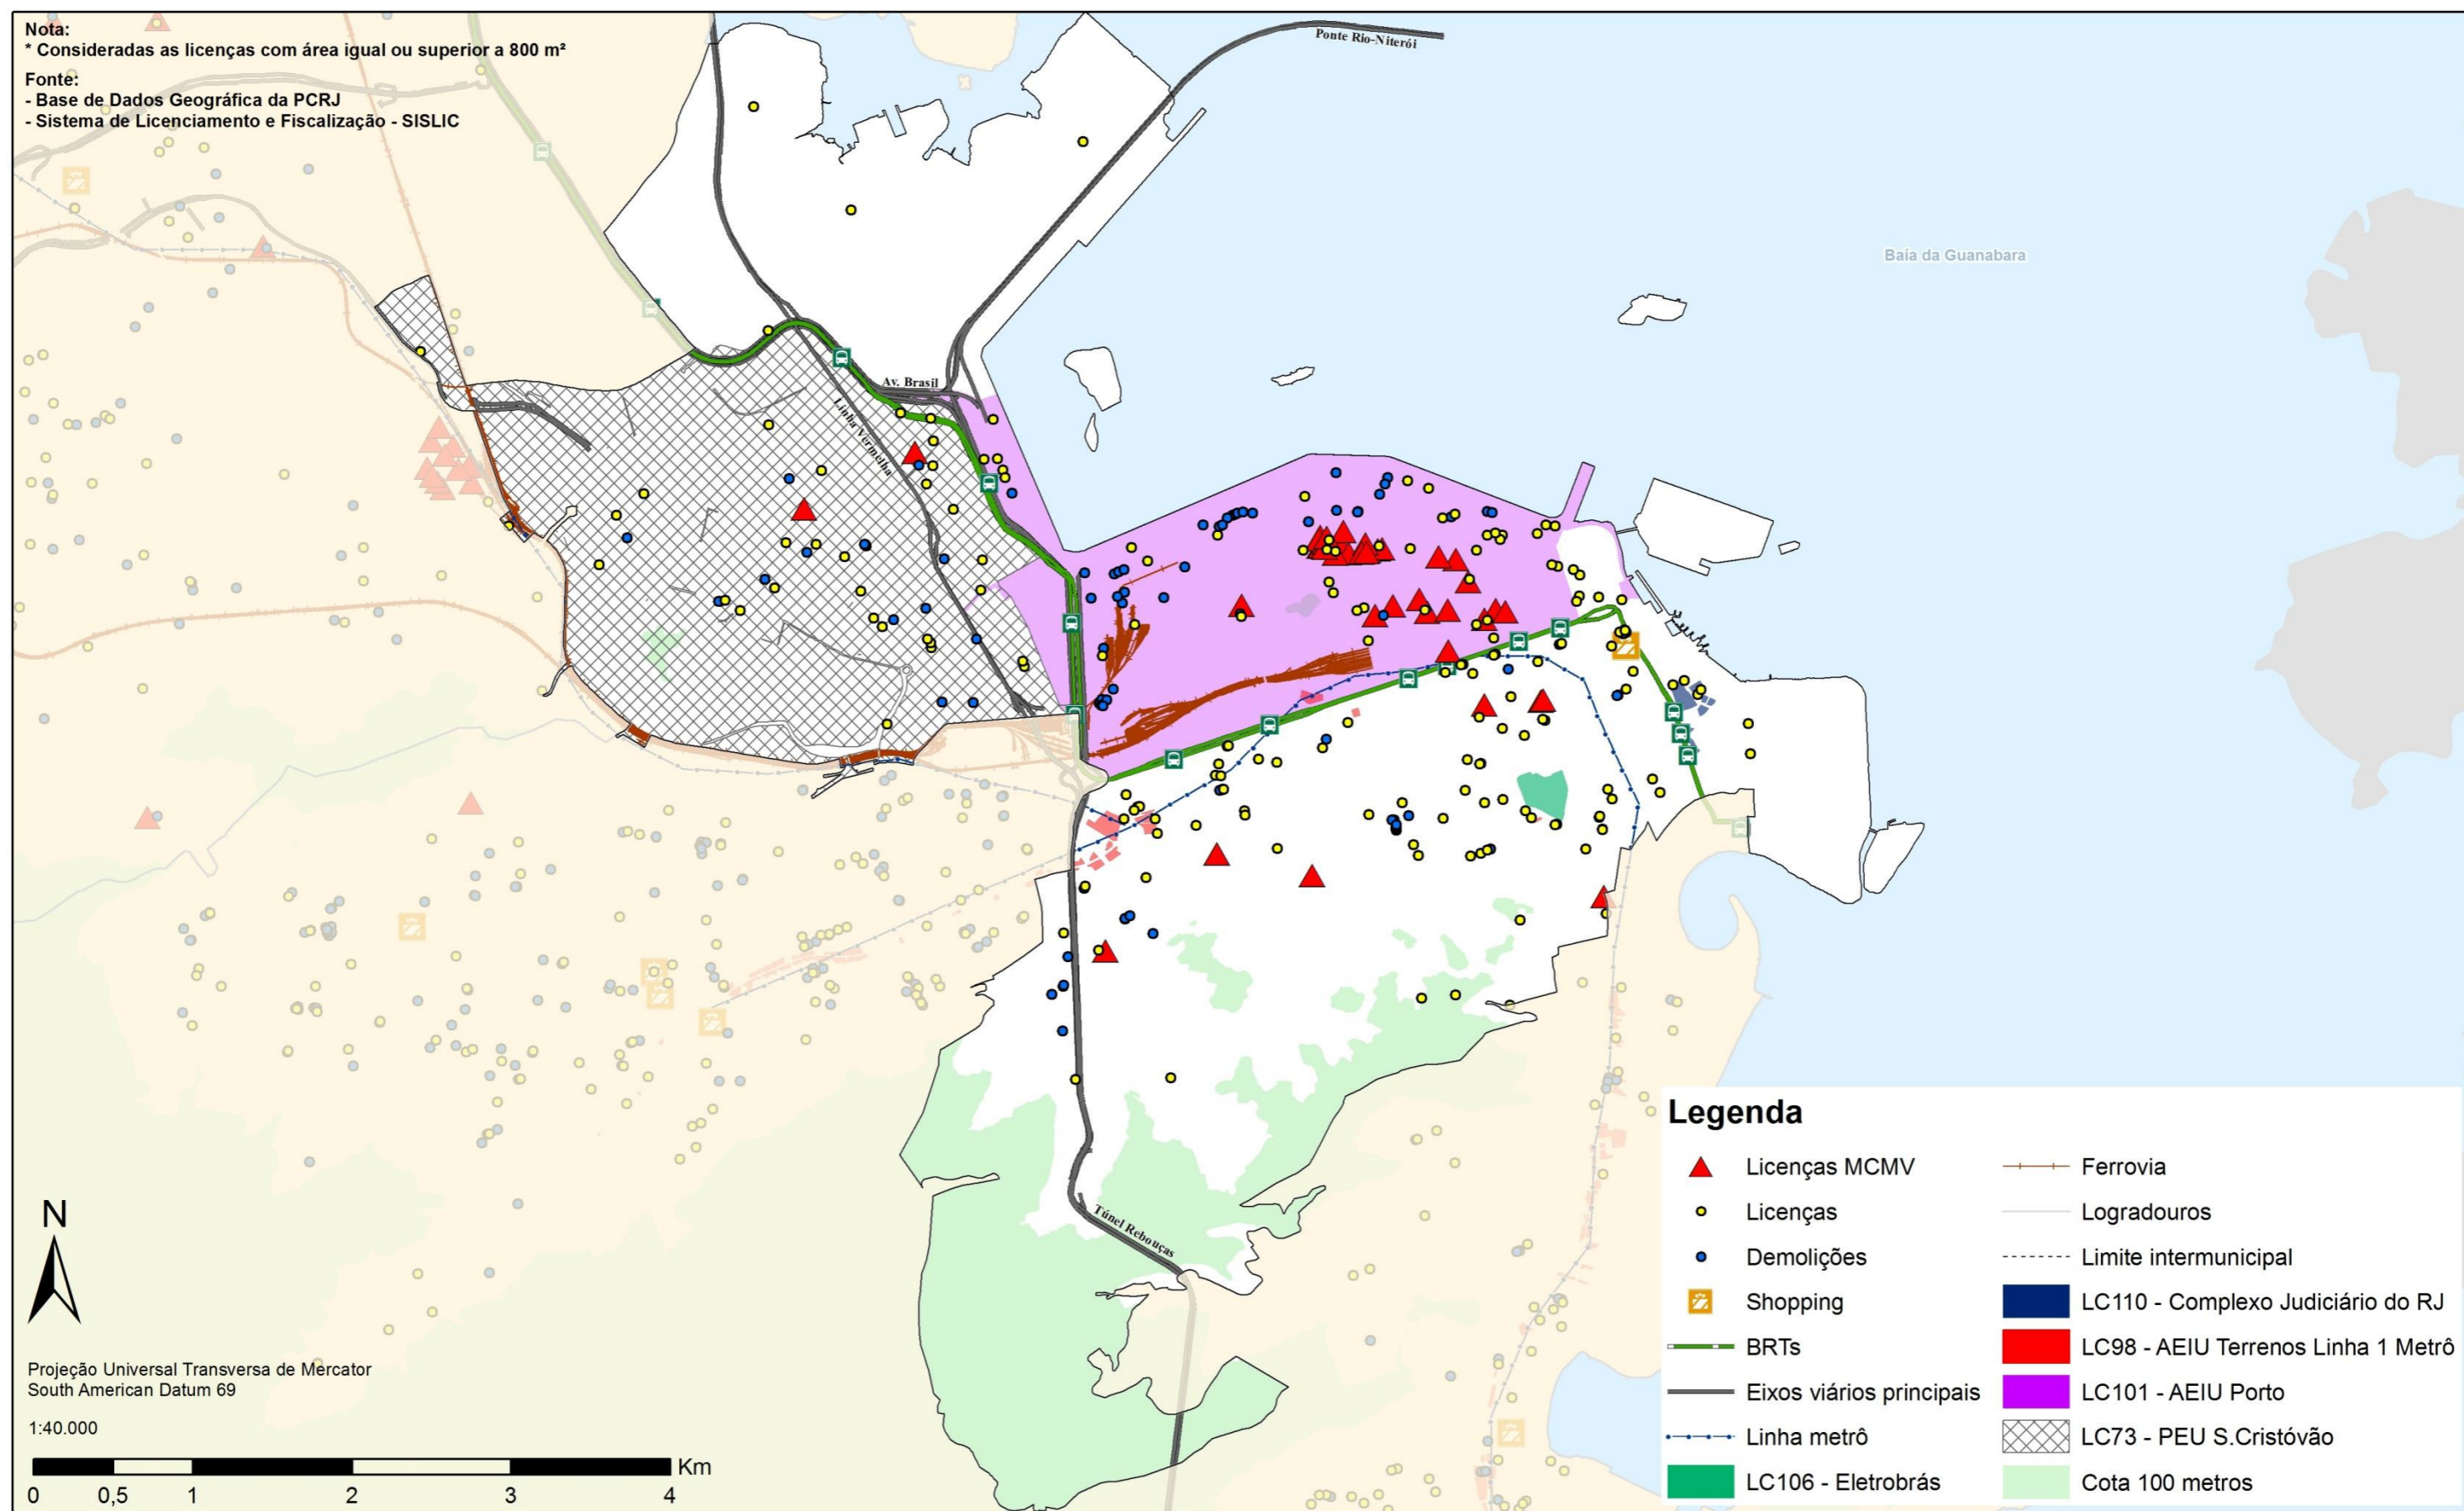 Nota:
* Consideradas as licenças com área igual ou superior a 800 m²
Fonte:
- Base de Dados Geográfica da PCRJ
- Sistema de Licenciamento e Fiscalização - SISLIC
Ponte Rio-Niterói
Baía da Guanabara
Av. Brasil
Linha Vermelha
Túnel Rebouças
N
Projeção Universal Transversa de Mercator
South American Datum 69
1:40.000
Km
0 0,5 1 2 3 4
Legenda
Licenças MCMV
Licenças
Demolições
Shopping
BRTs
Eixos viários principais
Linha metrô
LC106 - Eletrobrás
Ferrovia
Logradouros
Limite intermunicipal
LC110 - Complexo Judiciário do RJ
LC98 - AEIU Terrenos Linha 1 Metrô
LC101 - AEIU Porto
LC73 - PEU S.Cristóvão
Cota 100 metros